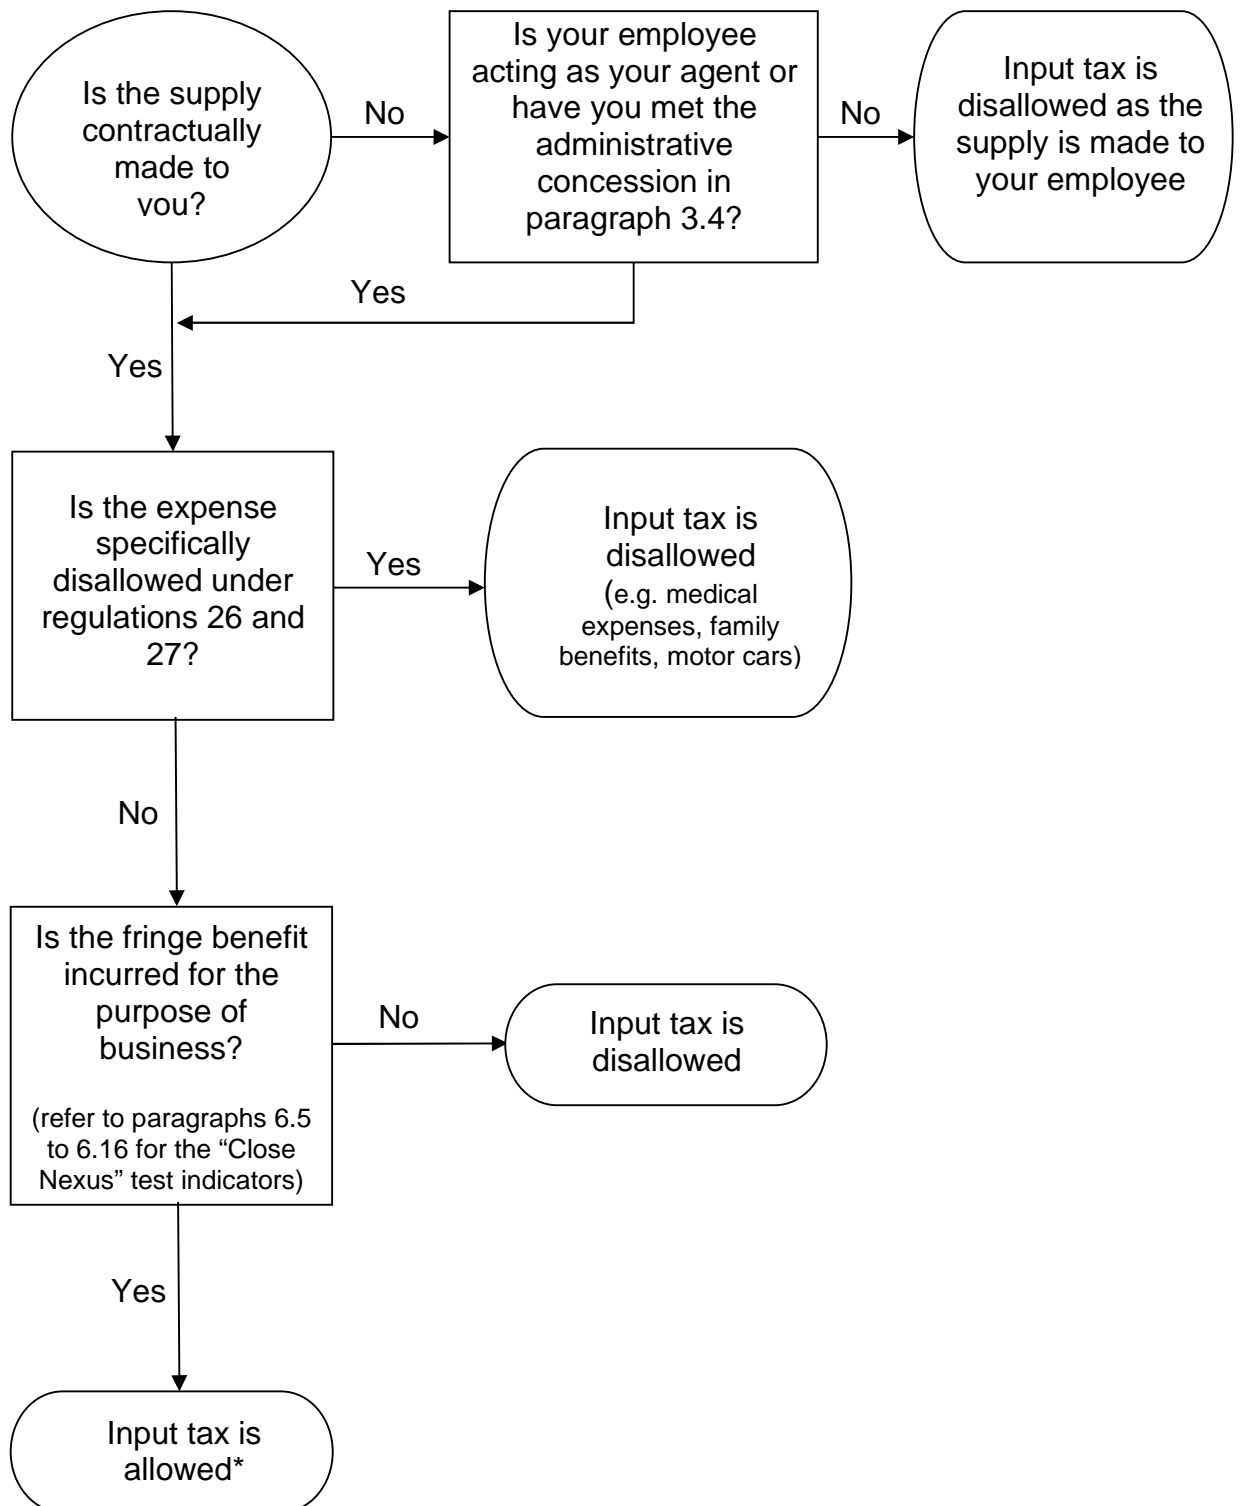 Is the supply
contractually
made to
you?
No
Is your employee
acting as your agent or
have you met the
administrative
concession in
paragraph 3.4?
No
Input tax is
disallowed as the
supply is made to
your employee
Yes
Yes
Is the expense
specifically
disallowed under
regulations 26 and
27?
Yes
Input tax is
disallowed
(e.g. medical
expenses, family
benefits, motor cars)
No
Is the fringe benefit
incurred for the
purpose of
business?
(refer to paragraphs 6.5
to 6.16 for the “Close
Nexus” test indicators)
No
Input tax is
disallowed
Yes
Input tax is
allowed*